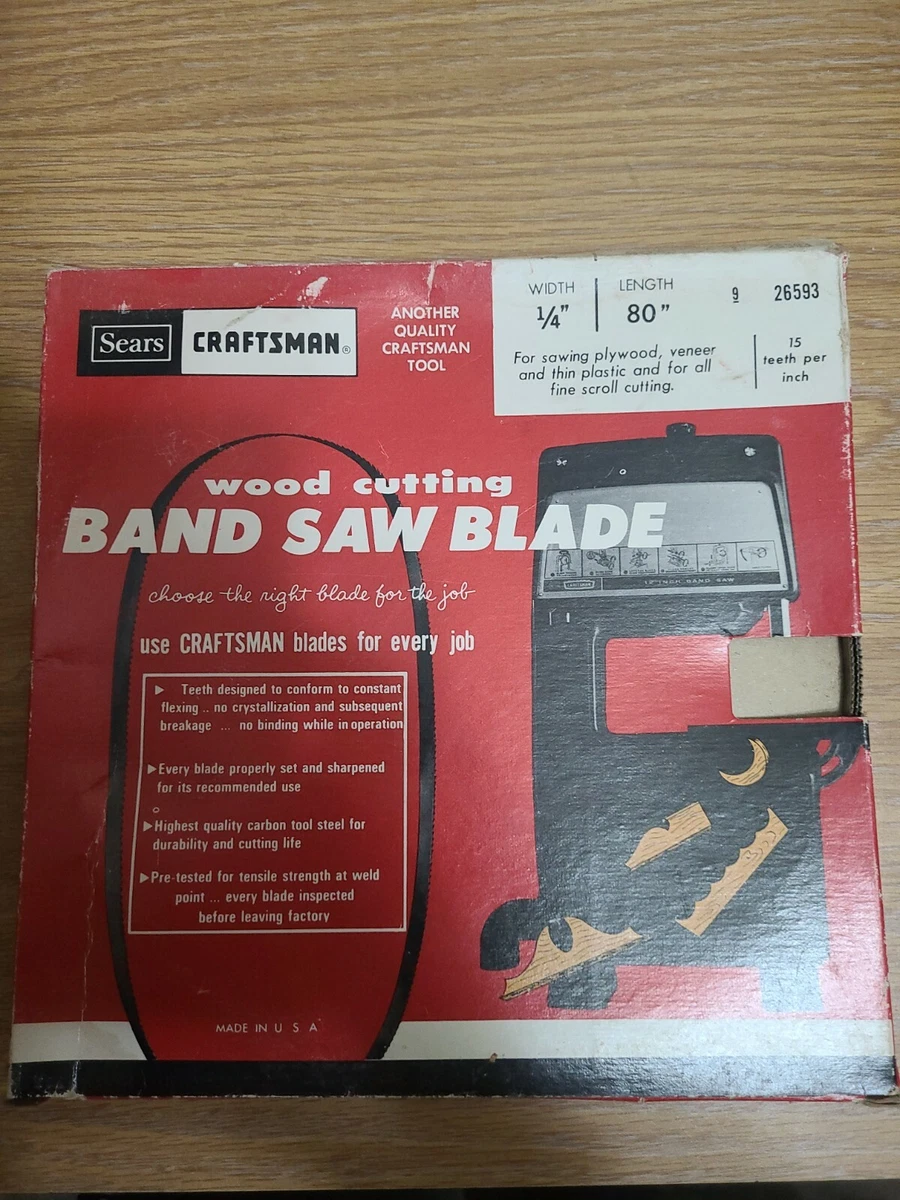 Sears CRAFTSMAN®
ANOTHER
QUALITY
CRAFTSMAN
TOOL
WIDTH
1/4"
LENGTH
80"
9 26593
For sawing plywood, veneer
and thin plastic and for all
fine scroll cutting.
15
teeth per
inch
wood cutting
BAND SAW BLADE
choose the right blade for the job
use CRAFTSMAN blades for every job
▶ Teeth designed to conform to constant
flexing .. no crystallization and subsequent
breakage ... no binding while in operation
▶Every blade properly set and sharpened
for its recommended use
▶Highest quality carbon tool steel for
durability and cutting life
▶Pre-tested for tensile strength at weld
point ... every blade inspected
before leaving factory
CRAFTSMAN 12 INCH BAND SAW
MADE IN U S A